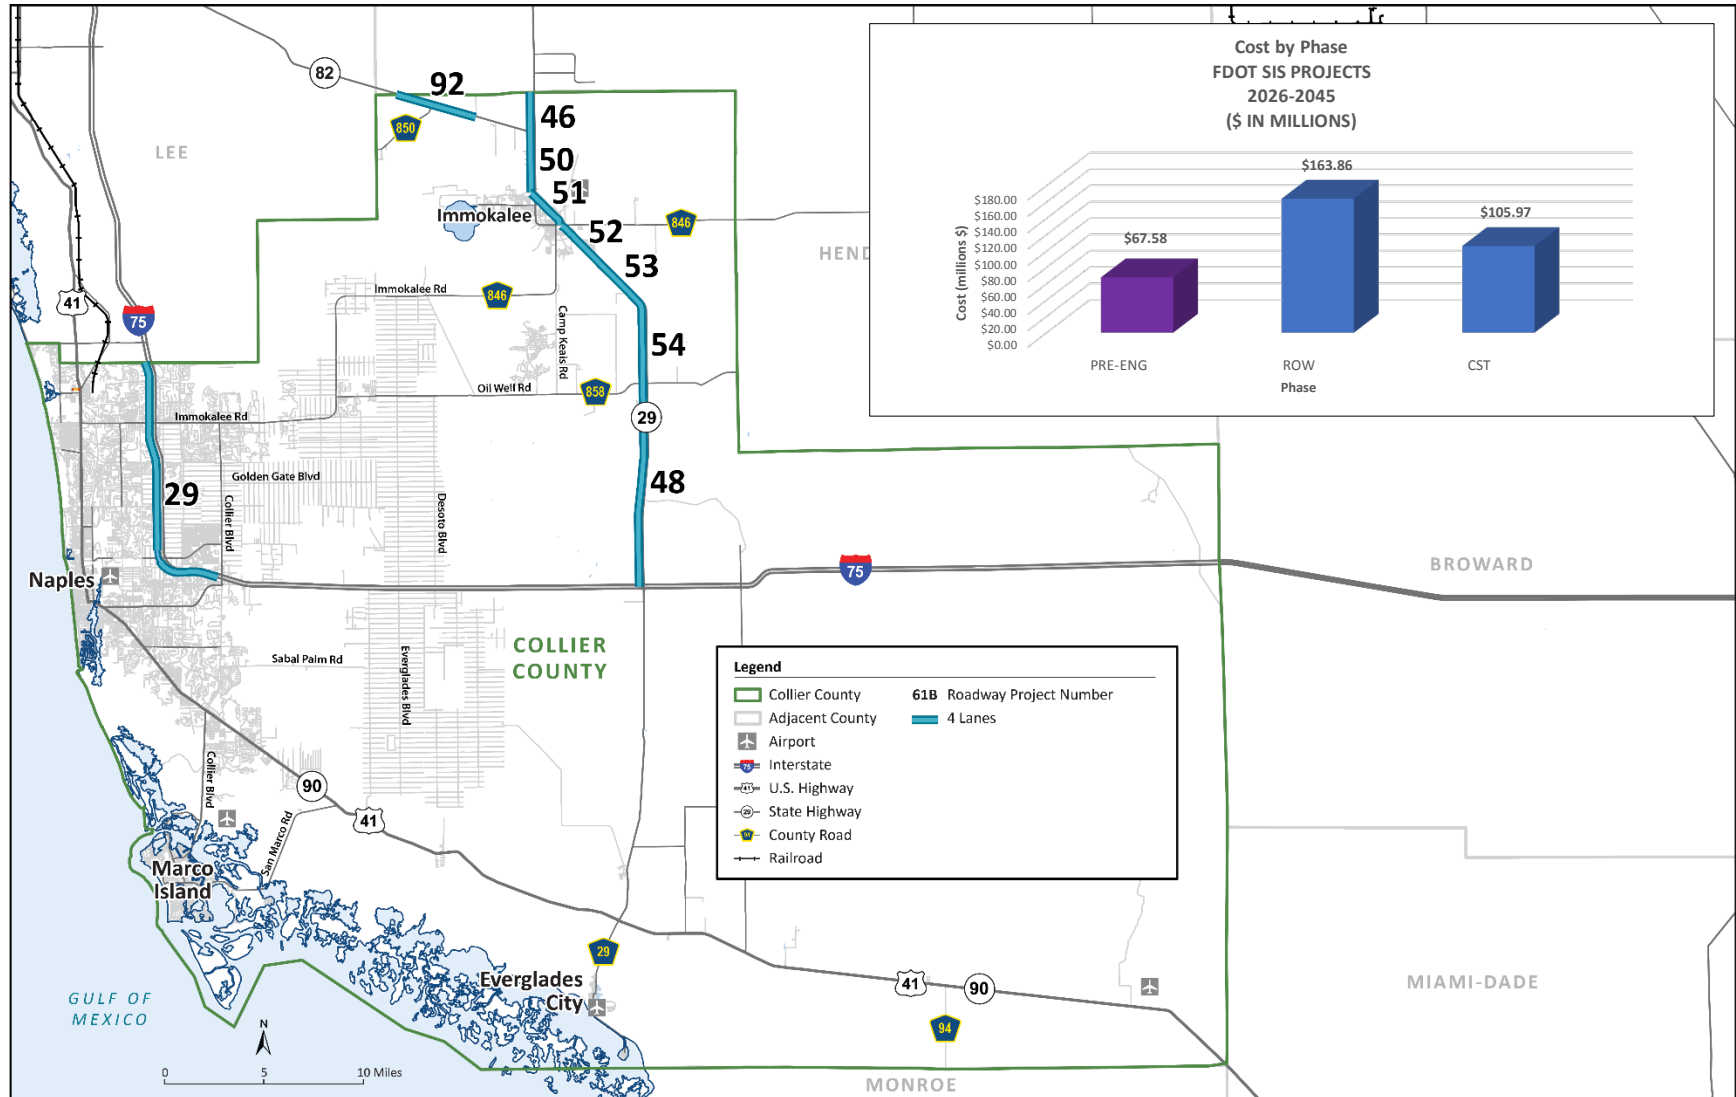 Cost by Phase
FDOT SIS PROJECTS
2026-2045
($ IN MILLIONS)
$163.86
$105.97
$67.58
$180.00
$160.00
$140.00
$120.00
$100.00
$80.00
$60.00
$40.00
$20.00
$0.00
Cost (millions $)
PRE-ENG
ROW
CST
Phase
82
92
850
46
LEE
50
51
Immokalee
52
846
HEND
53
41
75
Immokalee Rd
846
Camp Keais Rd
54
Oil Well Rd
858
29
Immokalee Rd
Golden Gate Blvd
29
Collier Blvd
Desoto Blvd
48
Naples
75
BROWARD
COLLIER
COUNTY
Sabal Palm Rd
Everglades Blvd
Legend
Collier County
Adjacent County
Airport
75
Interstate
41
U.S. Highway
29
State Highway
94
County Road
Railroad
61B Roadway Project Number
4 Lanes
Collier Blvd
90
41
San Marco Rd
Marco
Island
29
Everglades
City
41
90
94
MIAMI-DADE
GULF OF
MEXICO
N
0 5 10 Miles
MONROE